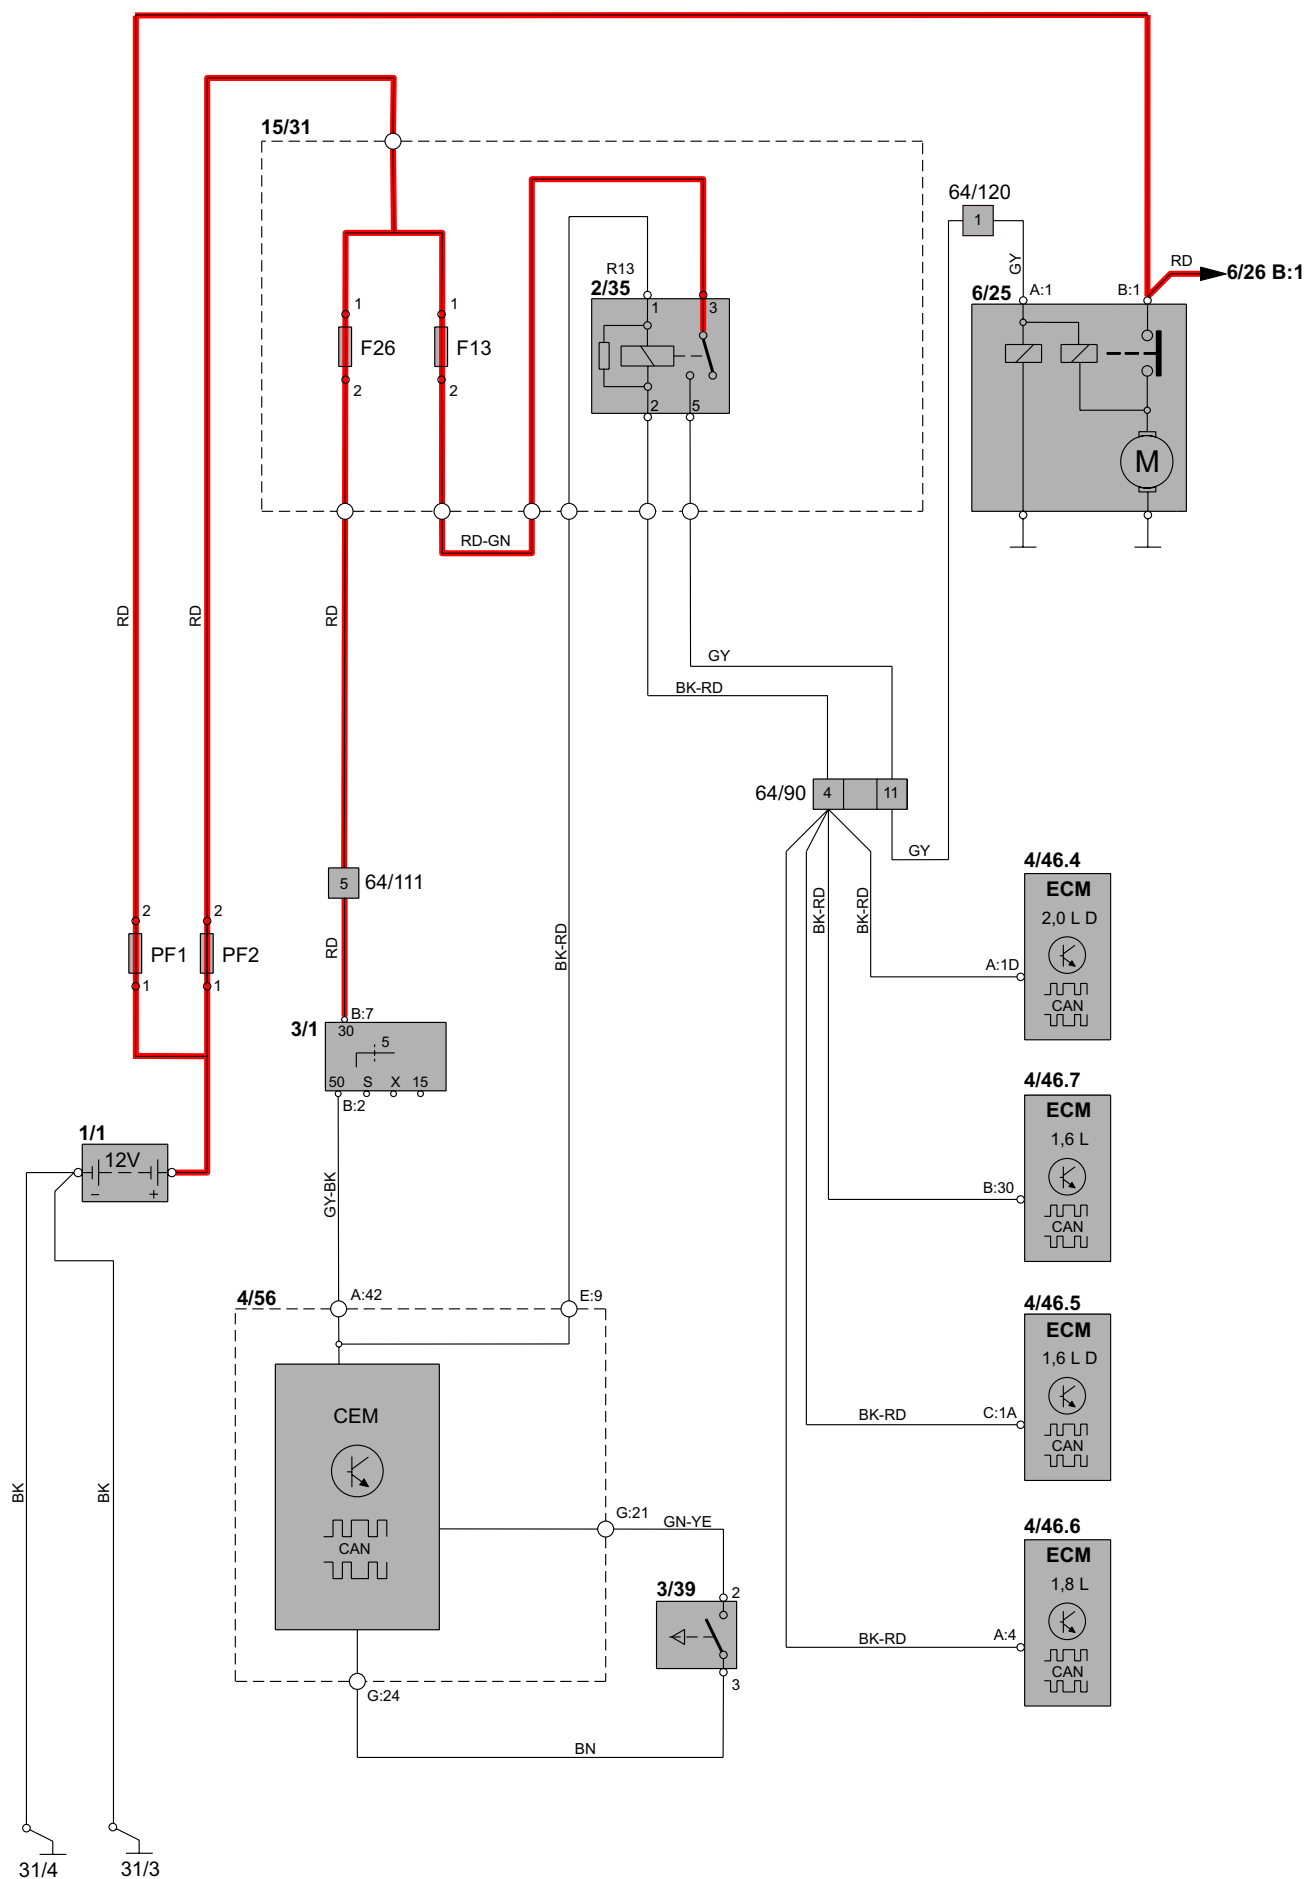 15/31
64/120
1
GY
RD
6/26 B:1
R13
2/35
1
3
6/25
A:1
B:1
1
F26
2
1
F13
2
2
5
M
RD-GN
RD
RD
RD
GY
BK-RD
64/90
4
11
GY
4/46.4
ECM
2,0 L D
CAN
A:1D
BK-RD
BK-RD
5
64/111
RD
BK-RD
2
PF1
1
2
PF2
1
3/1
B:7
30
5
50
S
X
15
B:2
1/1
12V
–
+
4/46.7
ECM
1,6 L
CAN
B:30
GY-BK
4/56
A:42
E:9
4/46.5
ECM
1,6 L D
CAN
BK-RD
C:1A
CEM
CAN
BK
BK
G:21
GN-YE
4/46.6
ECM
1,8 L
CAN
BK-RD
A:4
3/39
2
3
G:24
BN
31/4
31/3